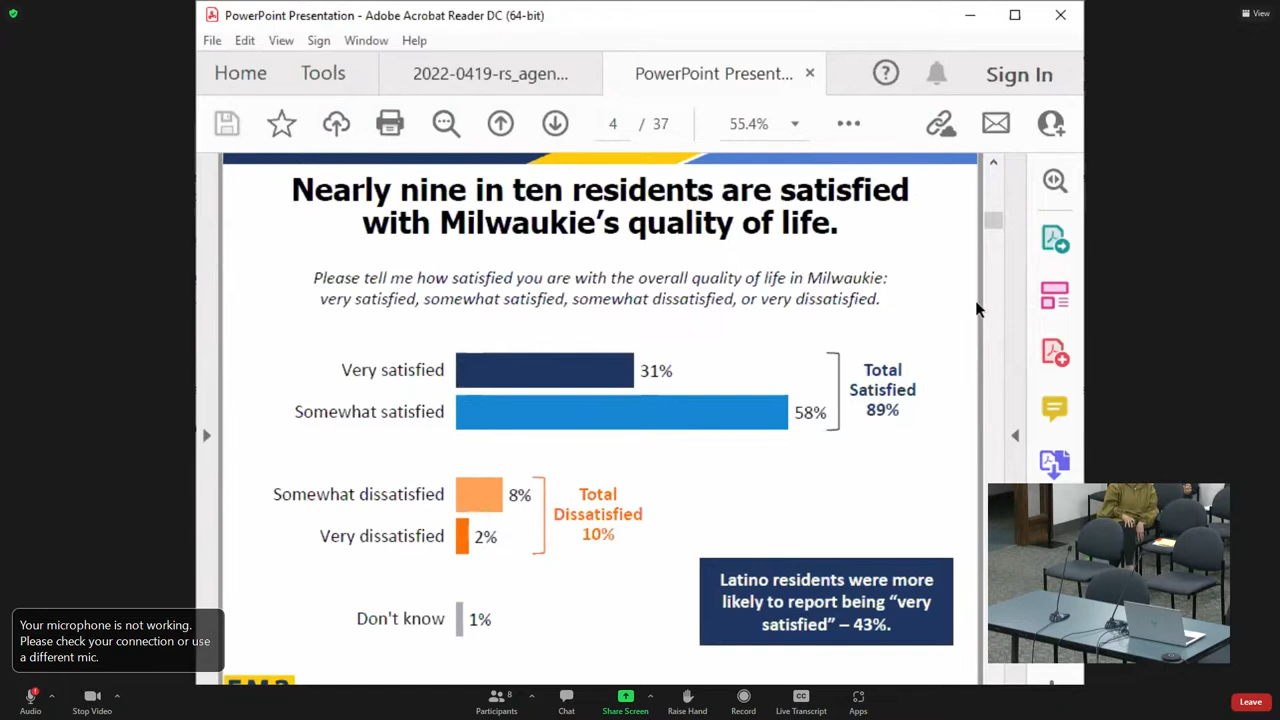 PowerPoint Presentation - Adobe Acrobat Reader DC (64-bit)
View
File Edit View Sign Window Help
Home Tools 2022-0419-rs_agen... PowerPoint Present... × Sign In
4 / 37 55.4%
Nearly nine in ten residents are satisfied
with Milwaukie's quality of life.
Please tell me how satisfied you are with the overall quality of life in Milwaukie:
very satisfied, somewhat satisfied, somewhat dissatisfied, or very dissatisfied.
Very satisfied 31%
Somewhat satisfied 58%
Total
Satisfied
89%
Somewhat dissatisfied 8%
Very dissatisfied 2%
Total
Dissatisfied
10%
Don't know 1%
Latino residents were more
likely to report being “very
satisfied” – 43%.
Your microphone is not working.
Please check your connection or use
a different mic.
Audio
Stop Video
Participants 8
Chat
Share Screen
Raise Hand
Record
CC
Live Transcript
Apps
Leave